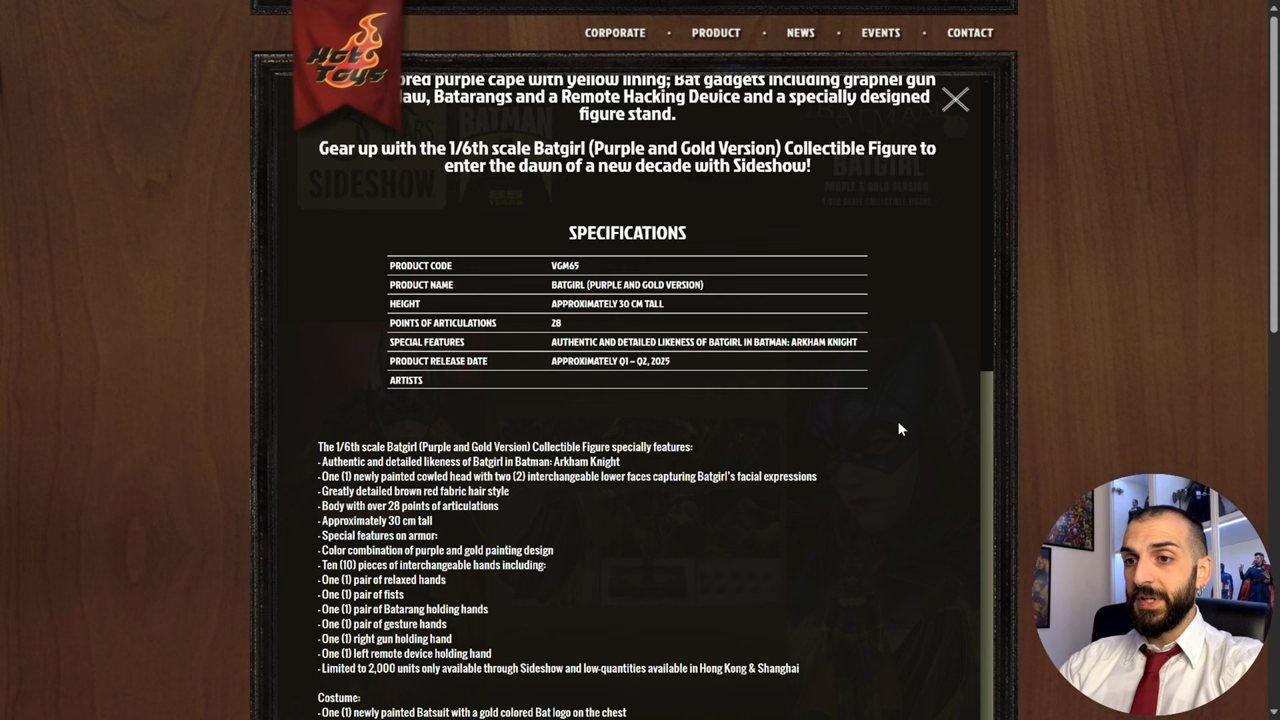 Hot Toys
CORPORATE • PRODUCT • NEWS • EVENTS • CONTACT
ored purple cape with yellow lining; Bat gadgets including grapnel gun
law, Batarangs and a Remote Hacking Device and a specially designed
figure stand.
Gear up with the 1/6th scale Batgirl (Purple and Gold Version) Collectible Figure to
enter the dawn of a new decade with Sideshow!
YEARS
SIDESHOW
BATMAN
85
YEARS
BATGIRL
PURPLE & GOLD VERSION
SPECIFICATIONS
PRODUCT CODE VGM65
PRODUCT NAME BATGIRL (PURPLE AND GOLD VERSION)
HEIGHT APPROXIMATELY 30 CM TALL
POINTS OF ARTICULATIONS 28
SPECIAL FEATURES AUTHENTIC AND DETAILED LIKENESS OF BATGIRL IN BATMAN: ARKHAM KNIGHT
PRODUCT RELEASE DATE APPROXIMATELY Q1 – Q2, 2025
ARTISTS
The 1/6th scale Batgirl (Purple and Gold Version) Collectible Figure specially features:
- Authentic and detailed likeness of Batgirl in Batman: Arkham Knight
- One (1) newly painted cowled head with two (2) interchangeable lower faces capturing Batgirl's facial expressions
- Greatly detailed brown red fabric hair style
- Body with over 28 points of articulations
- Approximately 30 cm tall
- Special features on armor:
- Color combination of purple and gold painting design
- Ten (10) pieces of interchangeable hands including:
- One (1) pair of relaxed hands
- One (1) pair of fists
- One (1) pair of Batarang holding hands
- One (1) pair of gesture hands
- One (1) right gun holding hand
- One (1) left remote device holding hand
- Limited to 2,000 units only available through Sideshow and low-quantities available in Hong Kong & Shanghai
Costume:
- One (1) newly painted Batsuit with a gold colored Bat logo on the chest